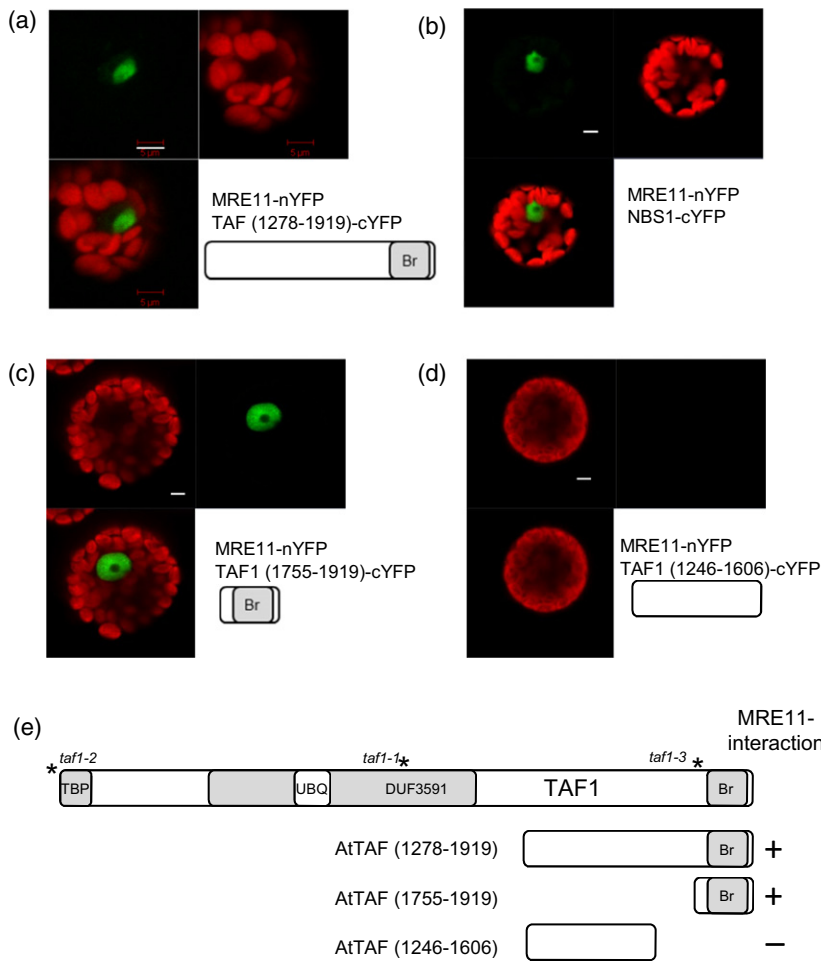 (a)
5 µm
5 µm
5 µm
MRE11-nYFP
TAF (1278-1919)-cYFP
Br
(b)
MRE11-nYFP
NBS1-cYFP
(c)
MRE11-nYFP
TAF1 (1755-1919)-cYFP
Br
(d)
MRE11-nYFP
TAF1 (1246-1606)-cYFP
(e)
MRE11-
interaction
* taf1-2
taf1-1 *
taf1-3 *
TBP UBQ DUF3591 TAF1 Br
AtTAF (1278-1919) Br +
AtTAF (1755-1919) Br +
AtTAF (1246-1606) −